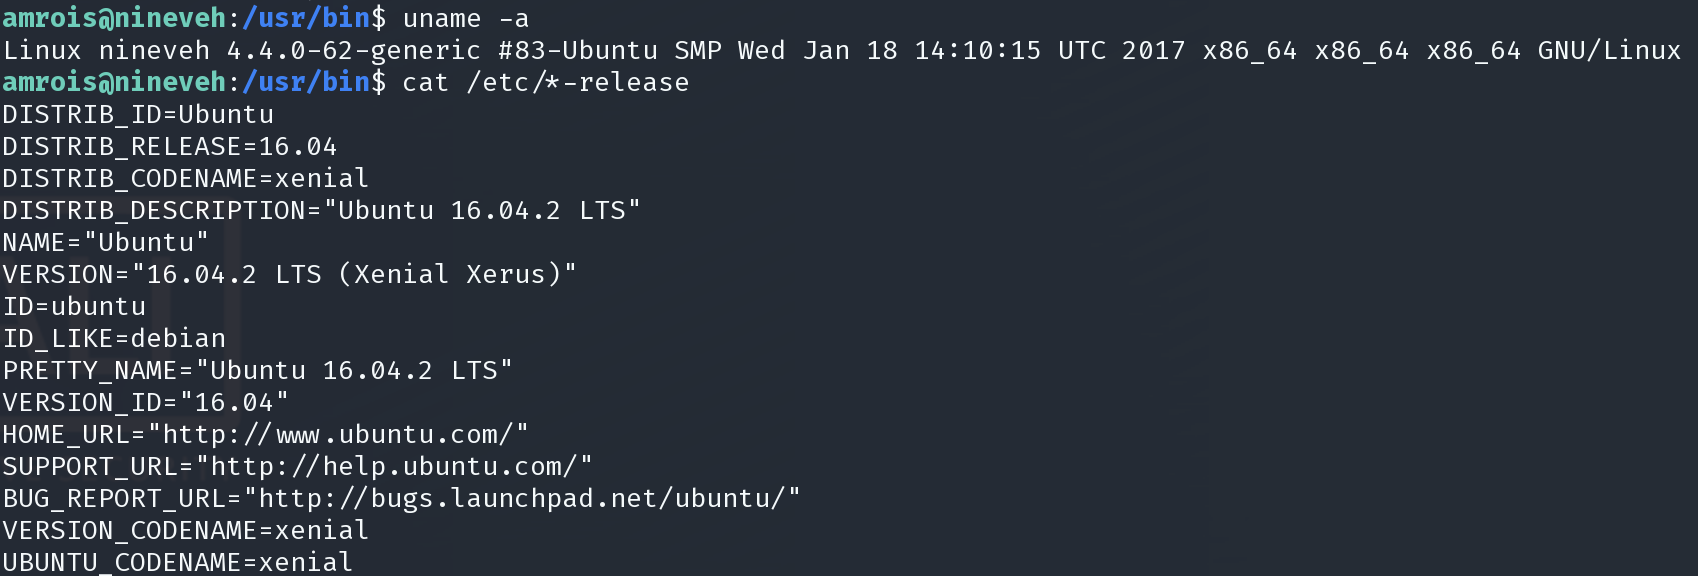 amrois@nineveh:/usr/bin$ uname -a
Linux nineveh 4.4.0-62-generic #83-Ubuntu SMP Wed Jan 18 14:10:15 UTC 2017 x86_64 x86_64 x86_64 GNU/Linux
amrois@nineveh:/usr/bin$ cat /etc/*-release
DISTRIB_ID=Ubuntu
DISTRIB_RELEASE=16.04
DISTRIB_CODENAME=xenial
DISTRIB_DESCRIPTION="Ubuntu 16.04.2 LTS"
NAME="Ubuntu"
VERSION="16.04.2 LTS (Xenial Xerus)"
ID=ubuntu
ID_LIKE=debian
PRETTY_NAME="Ubuntu 16.04.2 LTS"
VERSION_ID="16.04"
HOME_URL="http://www.ubuntu.com/"
SUPPORT_URL="http://help.ubuntu.com/"
BUG_REPORT_URL="http://bugs.launchpad.net/ubuntu/"
VERSION_CODENAME=xenial
UBUNTU_CODENAME=xenial